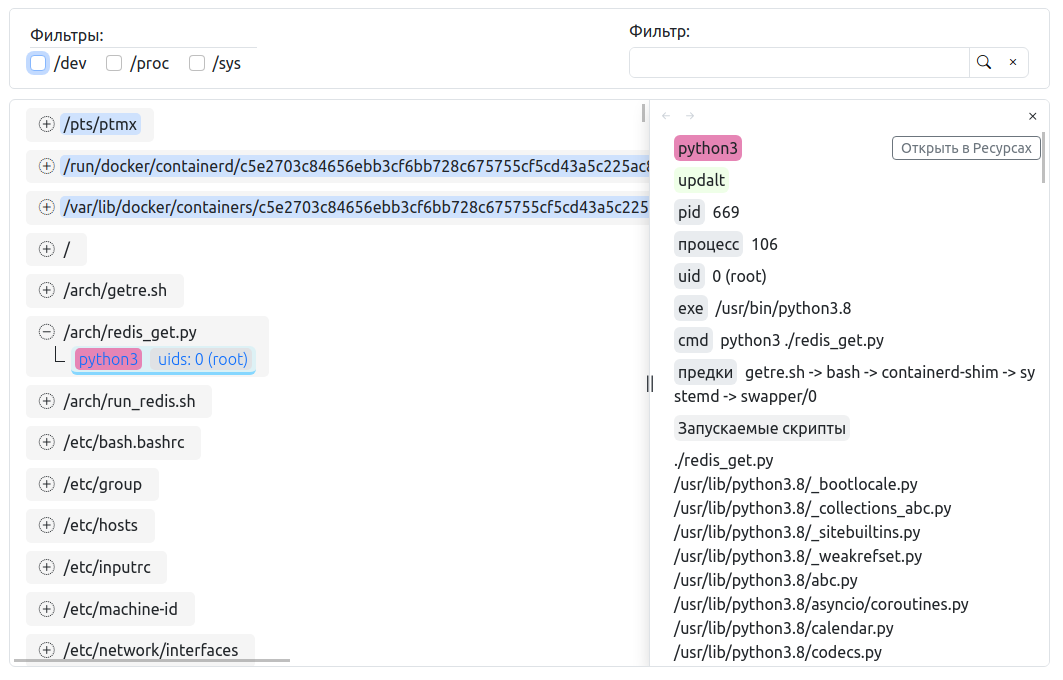 Фильтры:
/dev /proc /sys
Фильтр:
/pts/ptmx
/run/docker/containerd/c5e2703c84656ebb3cf6bb728c675755cf5cd43a5c225ac
/var/lib/docker/containers/c5e2703c84656ebb3cf6bb728c675755cf5cd43a5c225
/
/arch/getre.sh
/arch/redis_get.py
python3 uids: 0 (root)
/arch/run_redis.sh
/etc/bash.bashrc
/etc/group
/etc/hosts
/etc/inputrc
/etc/machine-id
/etc/network/interfaces
python3 Открыть в Ресурсах
updalt
pid 669
процесс 106
uid 0 (root)
exe /usr/bin/python3.8
cmd python3 ./redis_get.py
предки getre.sh -> bash -> containerd-shim -> sy
stemd -> swapper/0
Запускаемые скрипты
./redis_get.py
/usr/lib/python3.8/_bootlocale.py
/usr/lib/python3.8/_collections_abc.py
/usr/lib/python3.8/_sitebuiltins.py
/usr/lib/python3.8/_weakrefset.py
/usr/lib/python3.8/abc.py
/usr/lib/python3.8/asyncio/coroutines.py
/usr/lib/python3.8/calendar.py
/usr/lib/python3.8/codecs.py